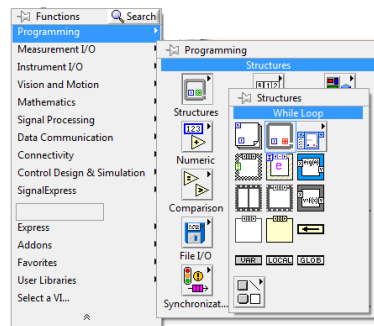 Functions
Search
Programming
Measurement I/O
Instrument I/O
Vision and Motion
Mathematics
Signal Processing
Data Communication
Connectivity
Control Design & Simulation
SignalExpress
Express
Addons
Favorites
User Libraries
Select a VI...
Programming
Structures
Structures
Numeric
Comparison
File I/O
Synchronizat...
Structures
While Loop
VAR
LOCAL
GLOB